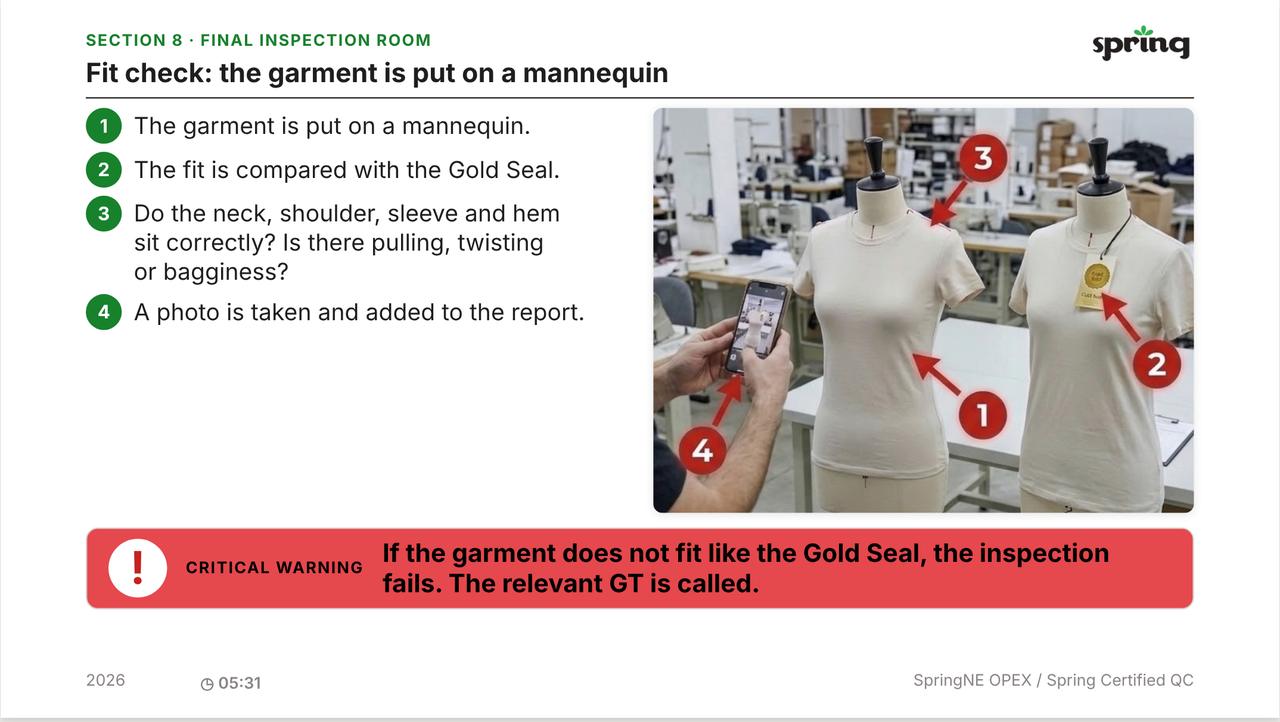 SECTION 8 · FINAL INSPECTION ROOM
spring
Fit check: the garment is put on a mannequin
1 The garment is put on a mannequin.
2 The fit is compared with the Gold Seal.
3 Do the neck, shoulder, sleeve and hem
sit correctly? Is there pulling, twisting
or bagginess?
4 A photo is taken and added to the report.
3
2
1
4
! CRITICAL WARNING
If the garment does not fit like the Gold Seal, the inspection
fails. The relevant GT is called.
2026
05:31
SpringNE OPEX / Spring Certified QC